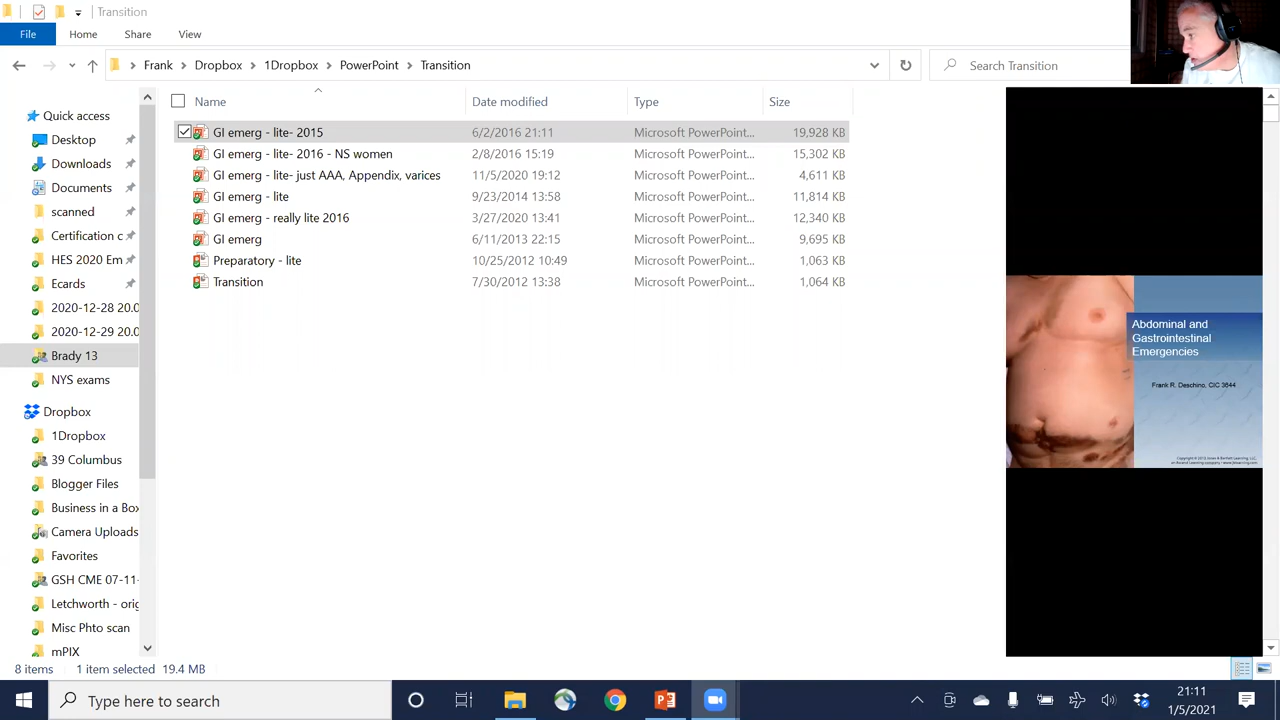 Transition
File Home Share View
Frank Dropbox 1Dropbox PowerPoint Transition Search Transition
Name Date modified Type Size
Quick access
Desktop
Downloads
Documents
scanned
Certification c
HES 2020 Em
Ecards
2020-12-28 20.0
2020-12-29 20.0
Brady 13
NYS exams
Dropbox
1Dropbox
39 Columbus
Blogger Files
Business in a Box
Camera Uploads
Favorites
GSH CME 07-11-
Letchworth - orig
Misc Phto scan
mPIX
GI emerg - lite- 2015 6/2/2016 21:11 Microsoft PowerPoint... 19,928 KB
GI emerg - lite- 2016 - NS women 2/8/2016 15:19 Microsoft PowerPoint... 15,302 KB
GI emerg - lite- just AAA, Appendix, varices 11/5/2020 19:12 Microsoft PowerPoint... 4,611 KB
GI emerg - lite 9/23/2014 13:58 Microsoft PowerPoint... 11,814 KB
GI emerg - really lite 2016 3/27/2020 13:41 Microsoft PowerPoint... 12,340 KB
GI emerg 6/11/2013 22:15 Microsoft PowerPoint... 9,695 KB
Preparatory - lite 10/25/2012 10:49 Microsoft PowerPoint... 1,063 KB
Transition 7/30/2012 13:38 Microsoft PowerPoint... 1,064 KB
Abdominal and
Gastrointestinal
Emergencies
Frank R. Deschino, CIC 3644
8 items 1 item selected 19.4 MB
Type here to search
21:11
1/5/2021